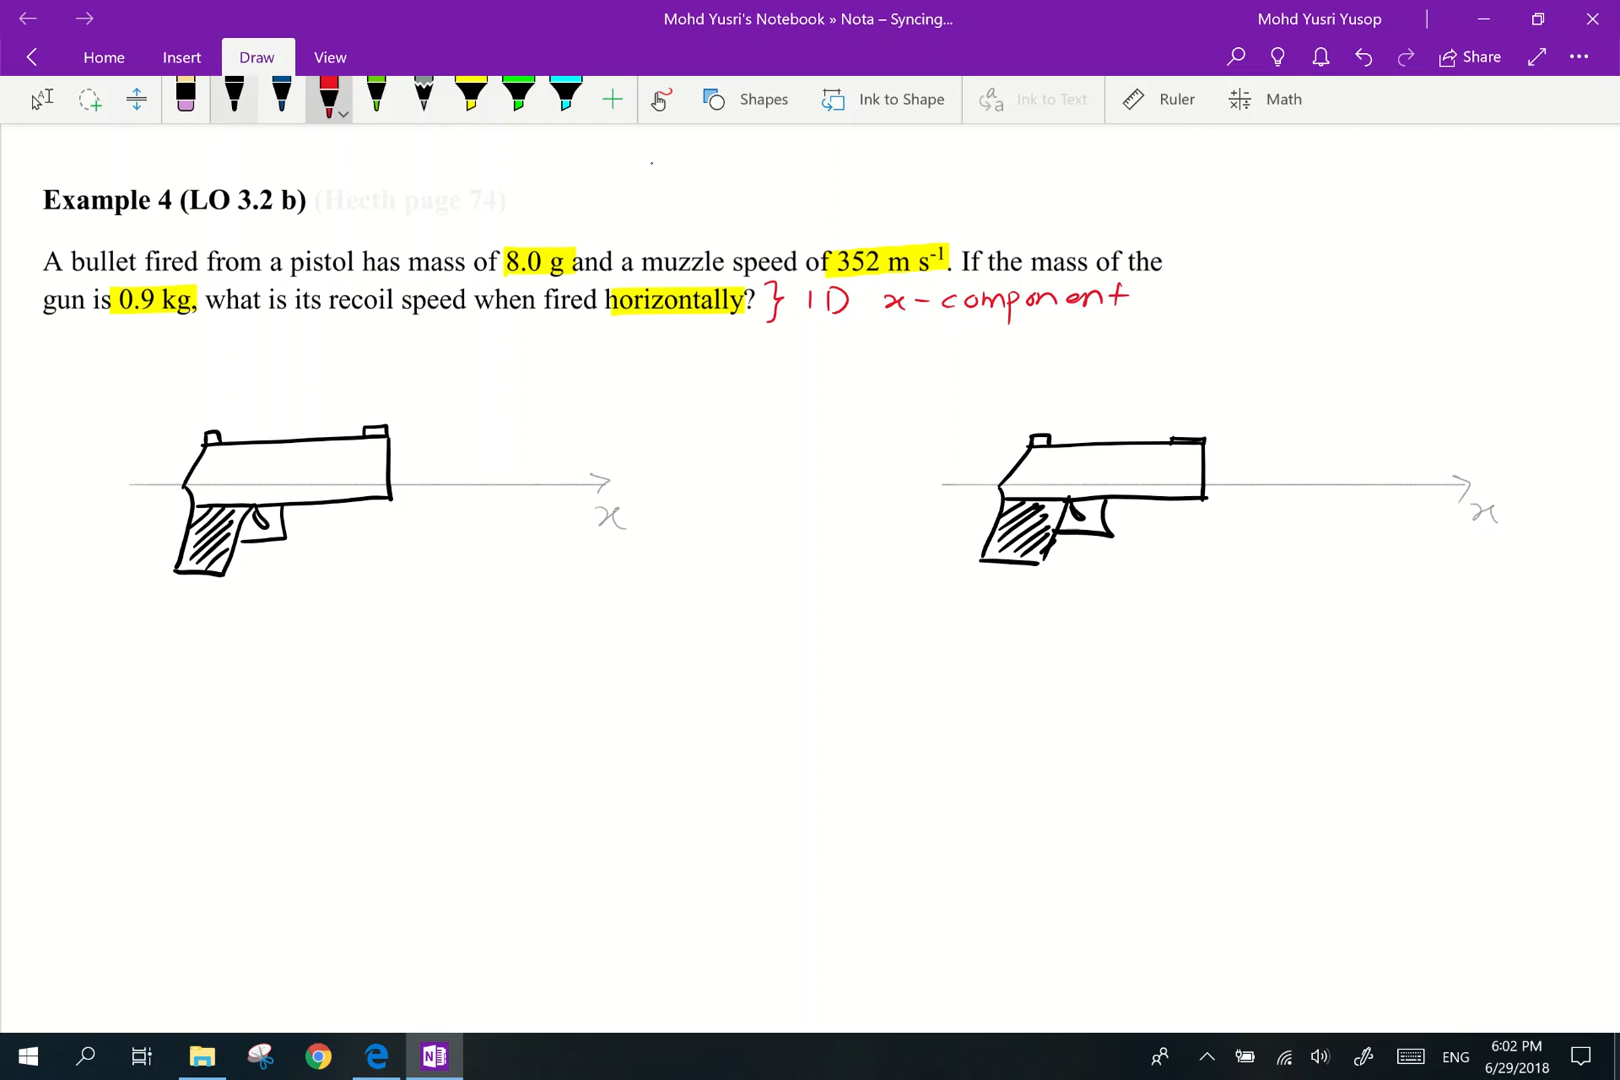 Mohd Yusri's Notebook » Nota – Syncing...
Mohd Yusri Yusop
Home
Insert
Draw
View
Share
Shapes
Ink to Shape
Ink to Text
Ruler
Math
Example 4 (LO 3.2 b) (Hecth page 74)
A bullet fired from a pistol has mass of 8.0 g and a muzzle speed of 352 m s⁻¹. If the mass of the
gun is 0.9 kg, what is its recoil speed when fired horizontally? } 1D x-component
x
x
ENG
6:02 PM
6/29/2018